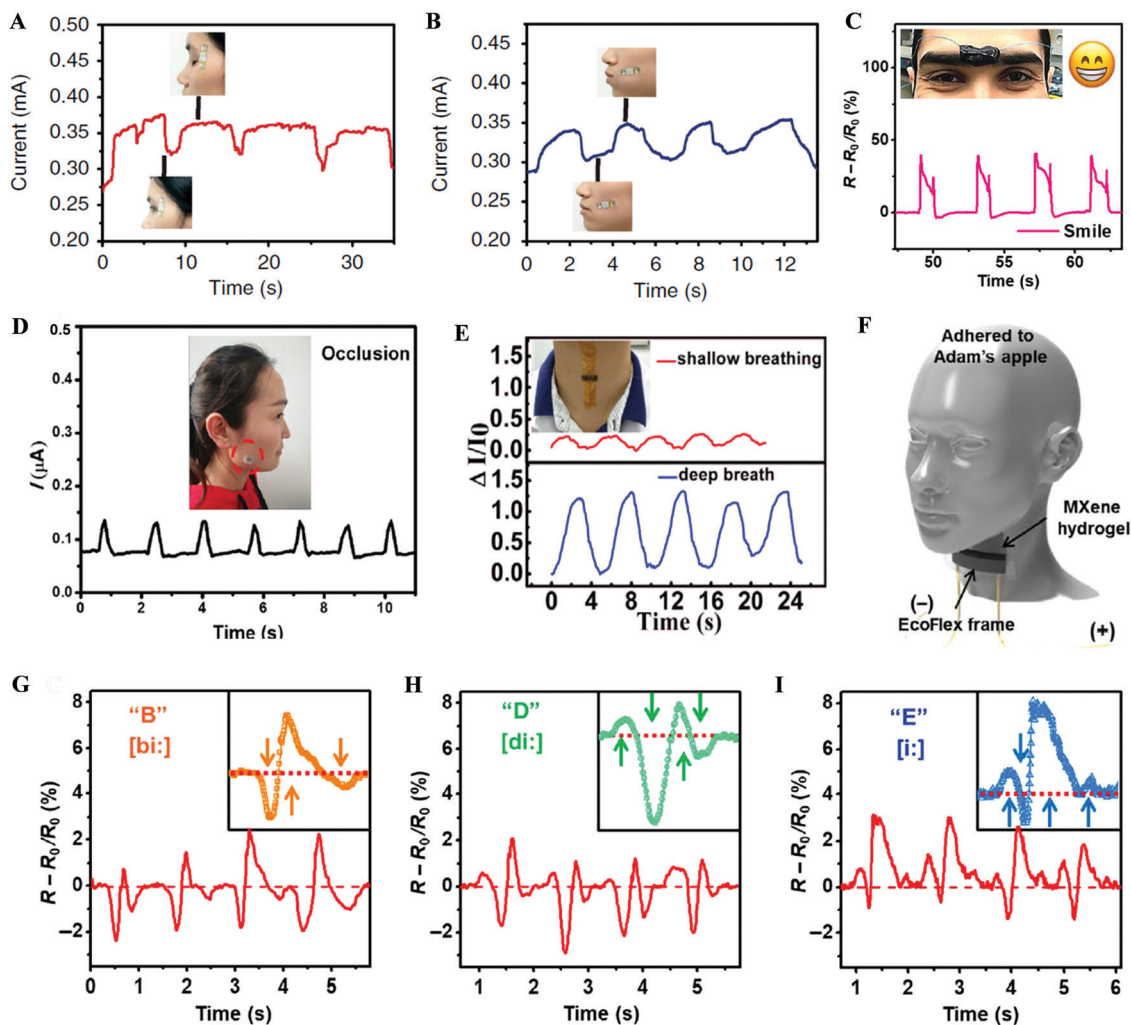 A
0.50
0.45
0.40
0.35
0.30
0.25
0.20
Current (mA)
0 10 20 30
Time (s)
B
0.45
0.40
0.35
0.30
0.25
0.20
Current (mA)
0 2 4 6 8 10 12
Time (s)
C
100
50
0
R – R0/R0 (%)
Smile
50 55 60
Time (s)
D
0.5
0.4
0.3
0.2
0.1
0.0
I (μA)
Occlusion
0 2 4 6 8 10
Time (s)
E
1.5
1.0
0.5
0.0
shallow breathing
Δ I/I0
1.5
1.0
0.5
0.0
deep breath
0 4 8 12 16 20 24
Time (s)
F
Adhered to
Adam's apple
MXene
hydrogel
(–)
EcoFlex frame
(+)
G
8
6
4
2
0
–2
R – R0/R0 (%)
"B"
[bi:]
0 1 2 3 4 5
Time (s)
H
8
6
4
2
0
–2
R – R0/R0 (%)
"D"
[di:]
1 2 3 4 5
Time (s)
I
8
6
4
2
0
–2
R – R0/R0 (%)
"E"
[i:]
1 2 3 4 5 6
Time (s)